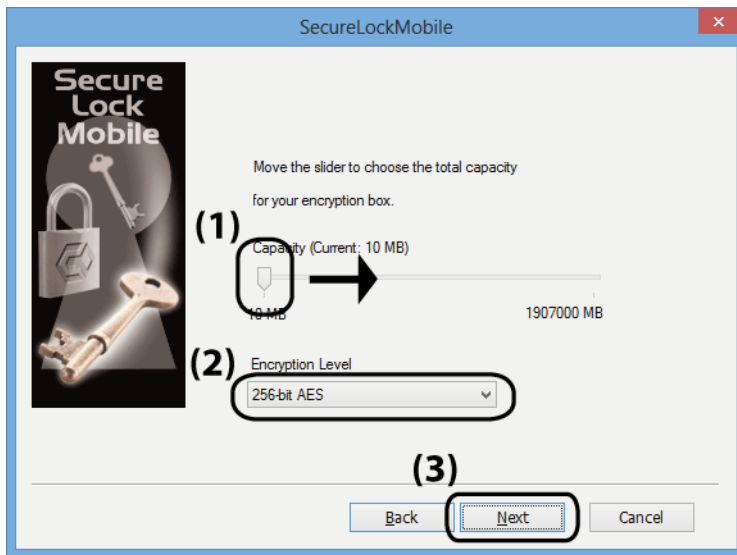 SecureLockMobile
Secure
Lock
Mobile
Move the slider to choose the total capacity
for your encryption box.
(1)
Capacity (Current: 10 MB)
10 MB
1907000 MB
(2)
Encryption Level
256-bit AES
(3)
Back
Next
Cancel